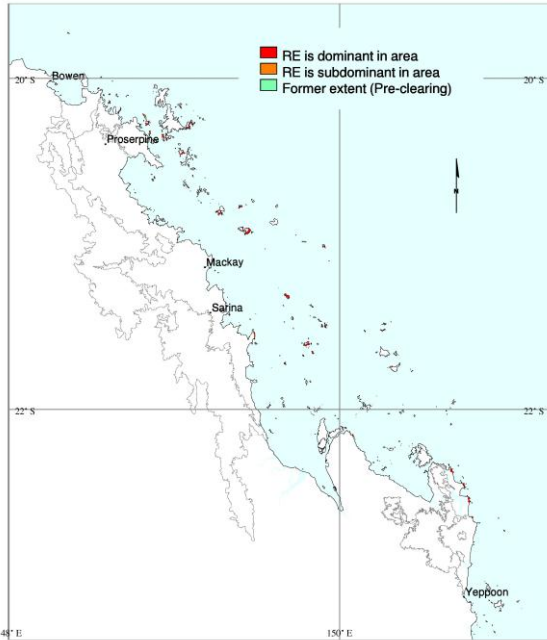 RE is dominant in area
RE is subdominant in area
Former extent (Pre-clearing)
20° S
20° S
Bowen
Proserpine
N
Mackay
Sarina
22° S
22° S
Yeppoon
48° E
150° E